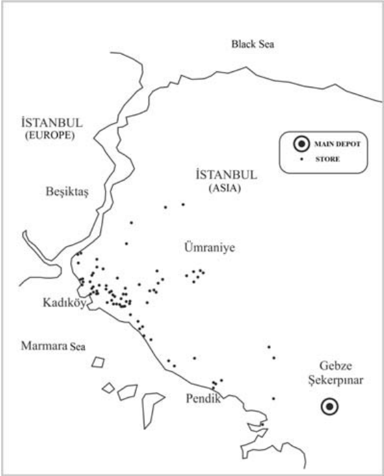 Black Sea
İSTANBUL
(EUROPE)
MAIN DEPOT
STORE
İSTANBUL
(ASIA)
Beşiktaş
Ümraniye
Kadıköy
Marmara Sea
Gebze
Şekerpınar
Pendik